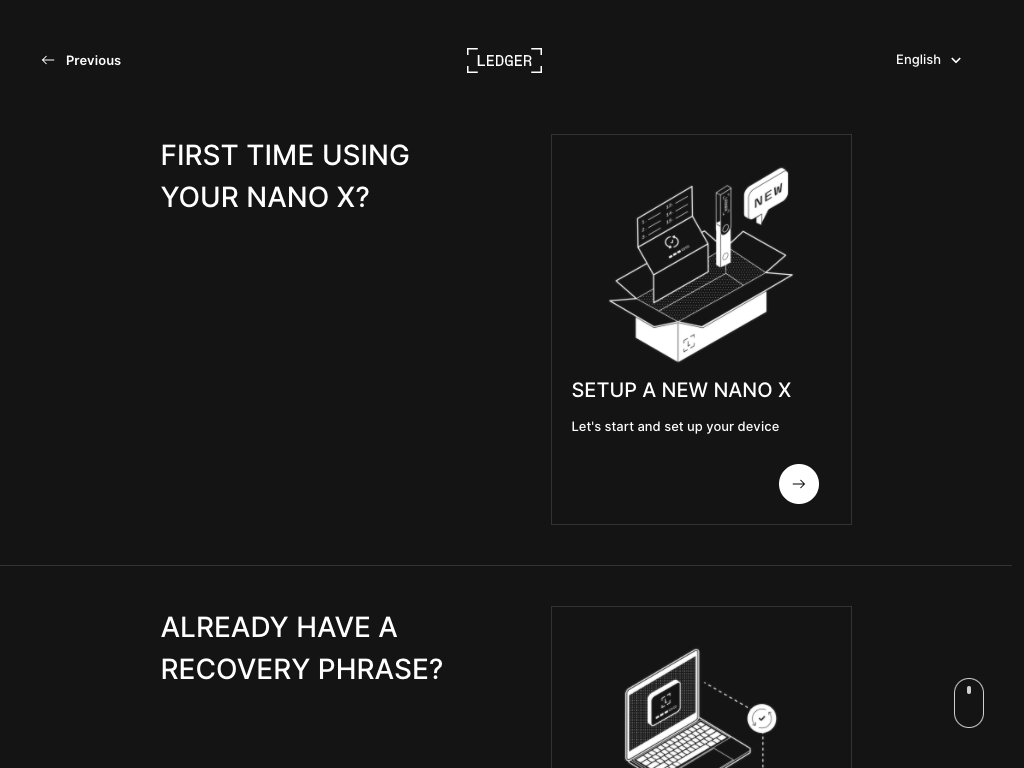 Previous
LEDGER
English
FIRST TIME USING
YOUR NANO X?
NEW
SETUP A NEW NANO X
Let's start and set up your device
ALREADY HAVE A
RECOVERY PHRASE?